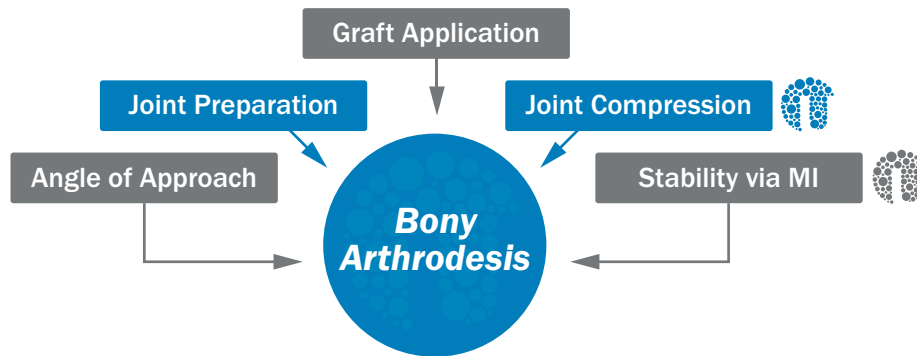 Graft Application
Joint Preparation
Joint Compression
Angle of Approach
Stability via MI
Bony
Arthrodesis